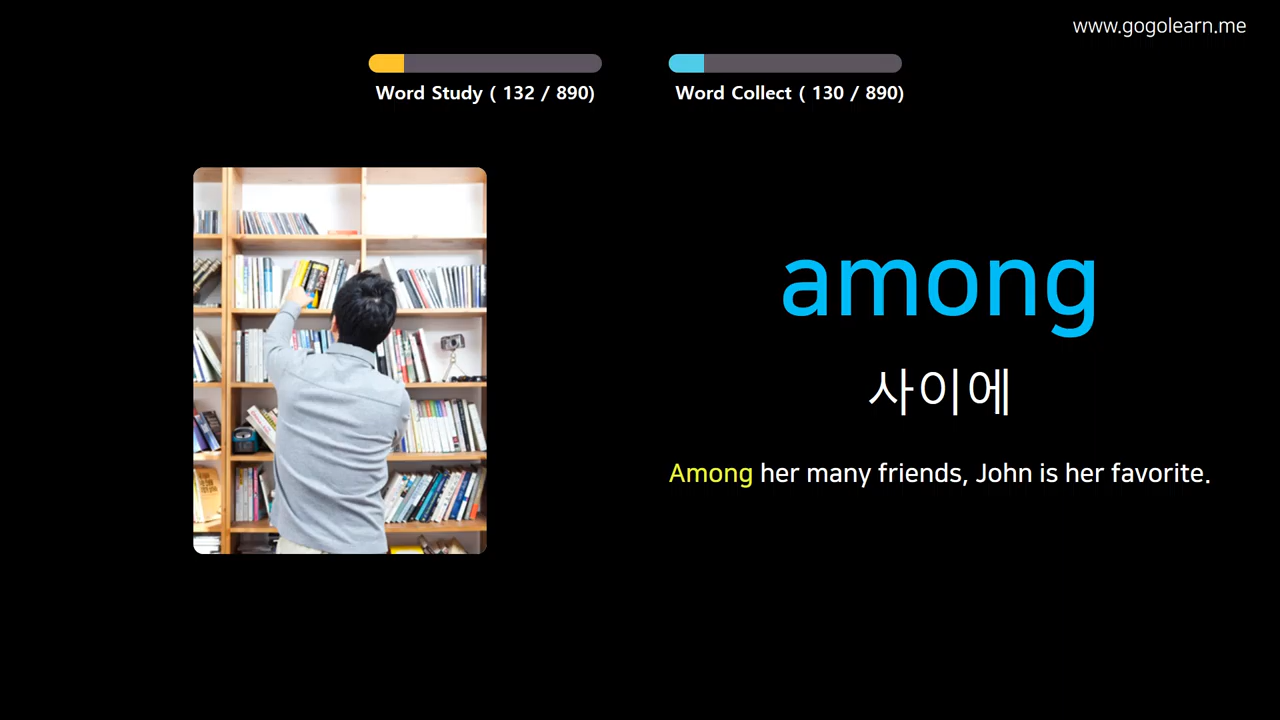 www.gogolearn.me
Word Study ( 132 / 890)
Word Collect ( 130 / 890)
among
사이에
Among her many friends, John is her favorite.